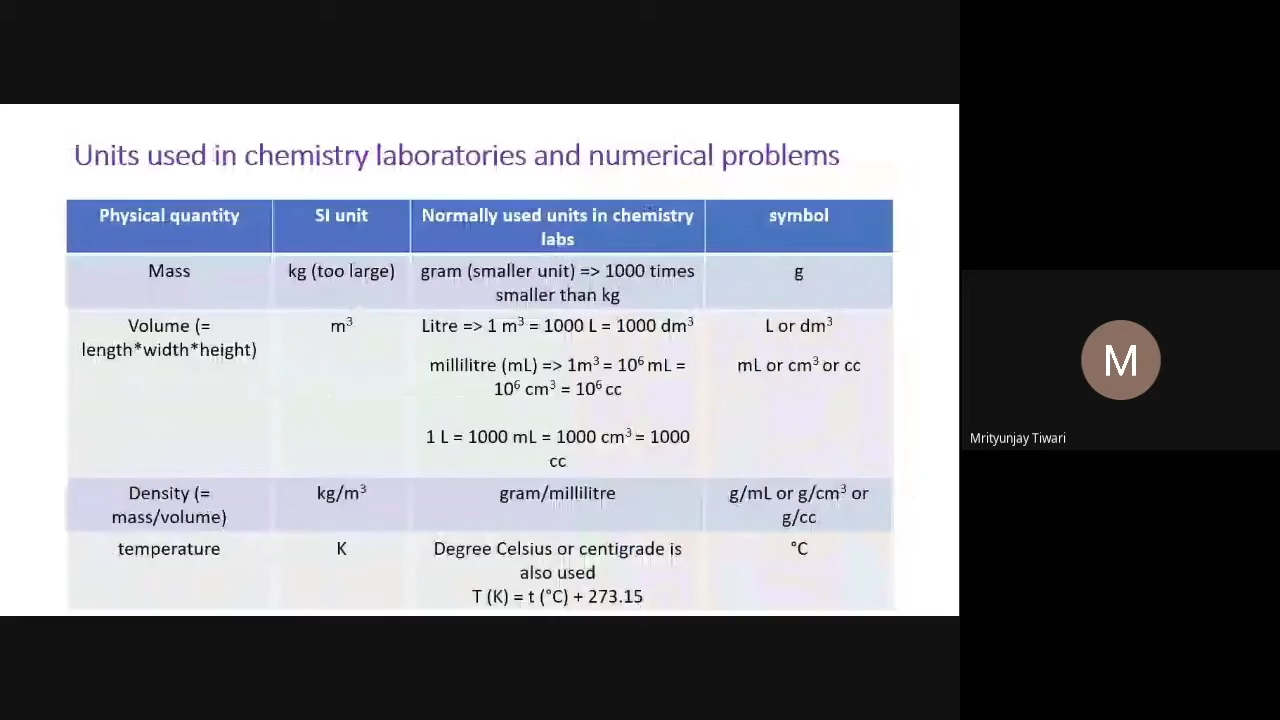 Units used in chemistry laboratories and numerical problems
Physical quantity
SI unit
Normally used units in chemistry
labs
symbol
Mass
kg (too large)
gram (smaller unit) => 1000 times
smaller than kg
g
Volume (=
length*width*height)
m³
Litre => 1 m³ = 1000 L = 1000 dm³
L or dm³
millilitre (mL) => 1m³ = 10⁶ mL =
10⁶ cm³ = 10⁶ cc
mL or cm³ or cc
1 L = 1000 mL = 1000 cm³ = 1000
cc
Density (=
mass/volume)
kg/m³
gram/millilitre
g/mL or g/cm³ or
g/cc
temperature
K
Degree Celsius or centigrade is
also used
T (K) = t (°C) + 273.15
°C
M
Mrityunjay Tiwari